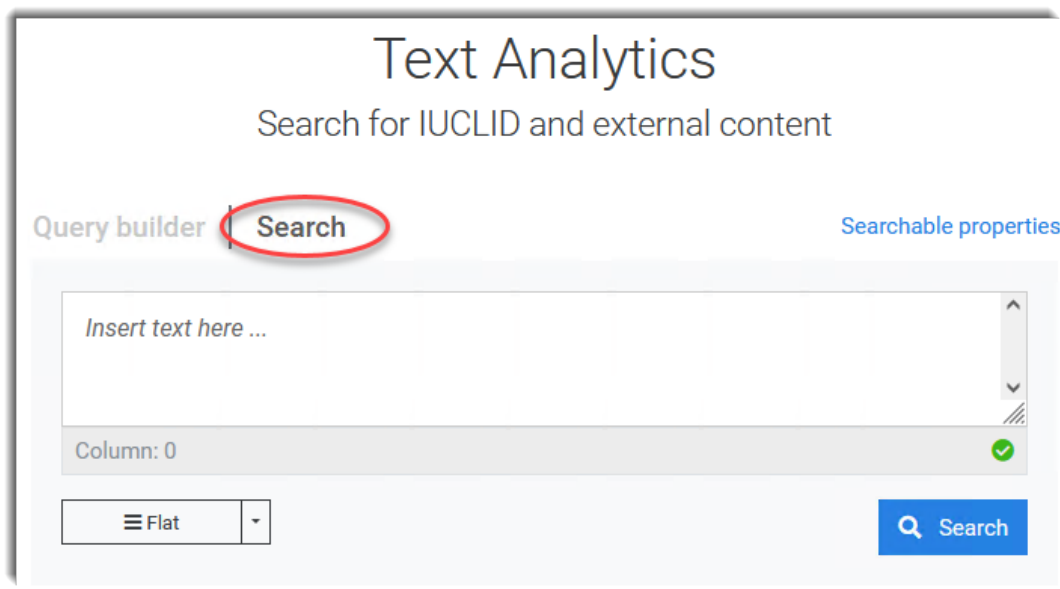 Text Analytics
Search for IUCLID and external content
Query builder | Search Searchable properties
Insert text here ...
Column: 0
Flat Search